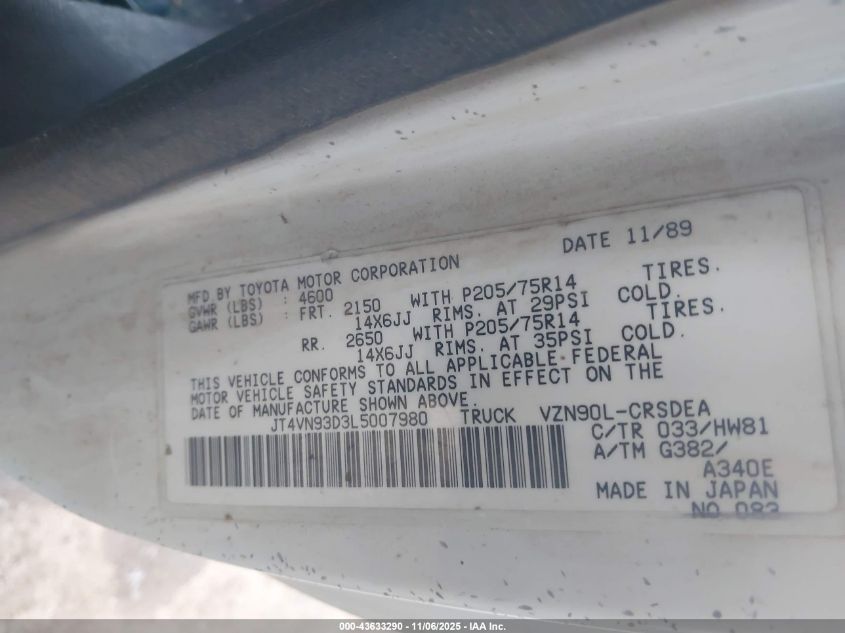 DATE 11/89
MFD BY TOYOTA MOTOR CORPORATION
GVWR (LBS) : 4600
GAWR (LBS) : FRT. 2150 WITH P205/75R14 TIRES.
14X6JJ RIMS. AT 29PSI COLD.
RR. 2650 WITH P205/75R14 TIRES.
14X6JJ RIMS. AT 35PSI COLD.
THIS VEHICLE CONFORMS TO ALL APPLICABLE FEDERAL
MOTOR VEHICLE SAFETY STANDARDS IN EFFECT ON THE
DATE OF MANUFACTURE SHOWN ABOVE.
JT4VN93D3L5007980 TRUCK VZN90L-CRSDEA
C/TR 033/HW81
A/TM G382/
A340E
MADE IN JAPAN
NO 083
000-43633290 - 11/06/2025 - IAA Inc.